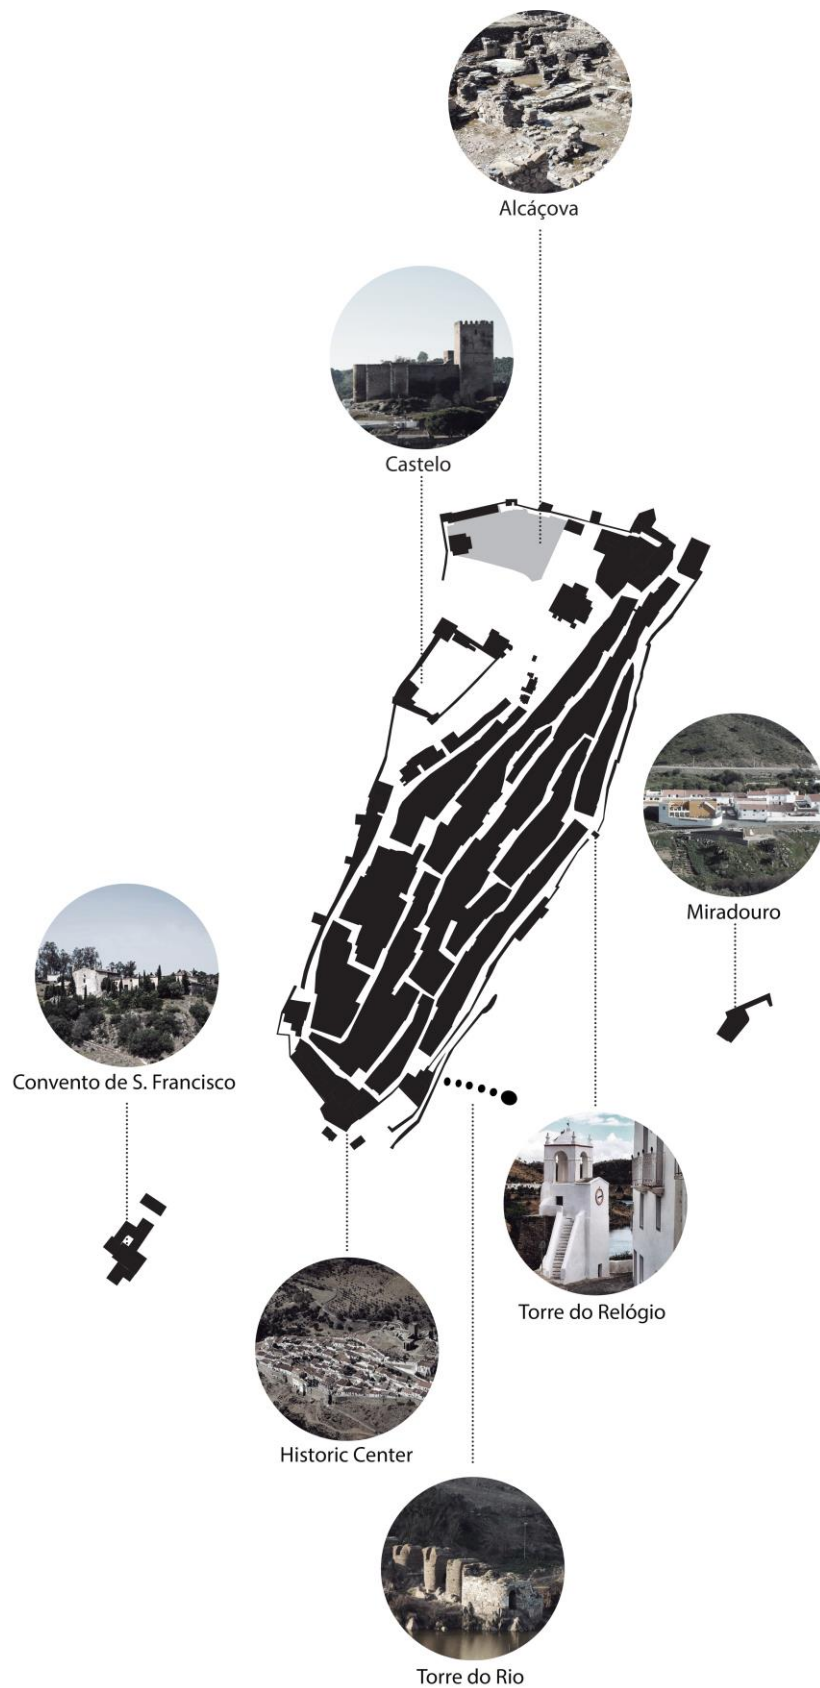 Alcáçova
Castelo
Miradouro
Convento de S. Francisco
Torre do Relógio
Historic Center
Torre do Rio